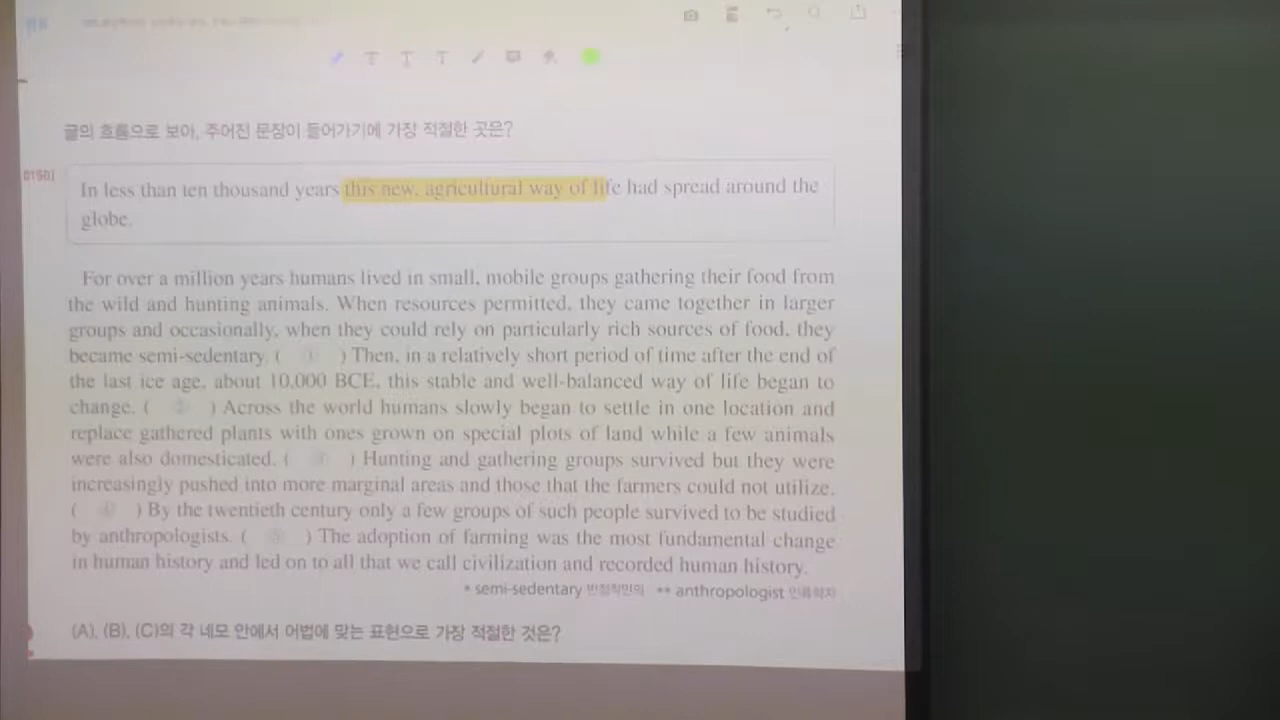 글의 흐름으로 보아, 주어진 문장이 들어가기에 가장 적절한 곳은?
In less than ten thousand years this new, agricultural way of life had spread around the
globe.
For over a million years humans lived in small, mobile groups gathering their food from
the wild and hunting animals. When resources permitted, they came together in larger
groups and occasionally, when they could rely on particularly rich sources of food, they
became semi-sedentary. ( ① ) Then, in a relatively short period of time after the end of
the last ice age, about 10,000 BCE, this stable and well-balanced way of life began to
change. ( ② ) Across the world humans slowly began to settle in one location and
replace gathered plants with ones grown on special plots of land while a few animals
were also domesticated. ( ③ ) Hunting and gathering groups survived but they were
increasingly pushed into more marginal areas and those that the farmers could not utilize.
( ④ ) By the twentieth century only a few groups of such people survived to be studied
by anthropologists. ( ⑤ ) The adoption of farming was the most fundamental change
in human history and led on to all that we call civilization and recorded human history.
* semi-sedentary 반정착민의 ** anthropologist 인류학자
(A), (B), (C)의 각 네모 안에서 어법에 맞는 표현으로 가장 적절한 것은?